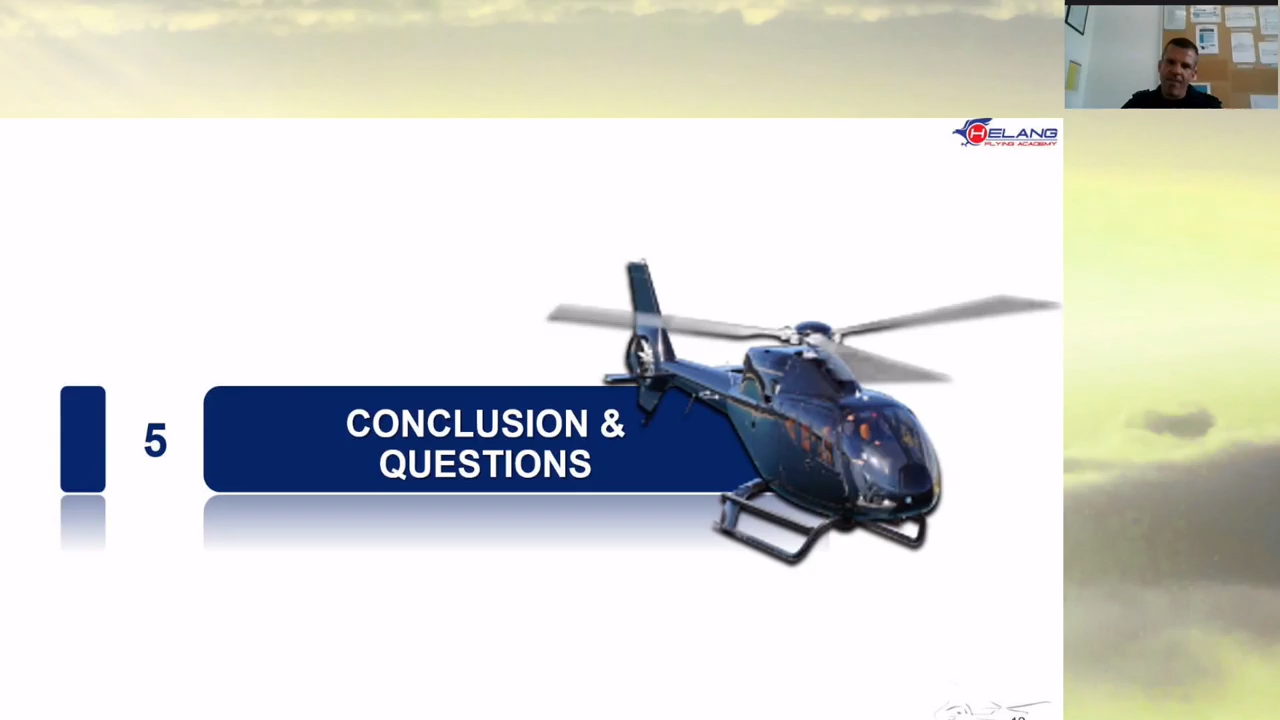 HELANG
FLYING ACADEMY
5
CONCLUSION &
QUESTIONS